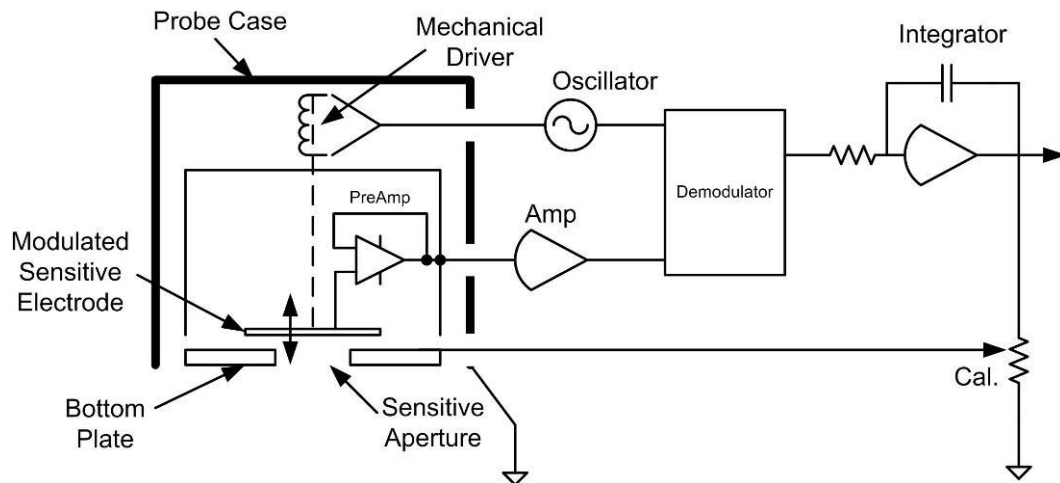 Probe Case
Mechanical
Driver
Integrator
Oscillator
PreAmp
Amp
Demodulator
Modulated
Sensitive
Electrode
Bottom
Plate
Sensitive
Aperture
Cal.